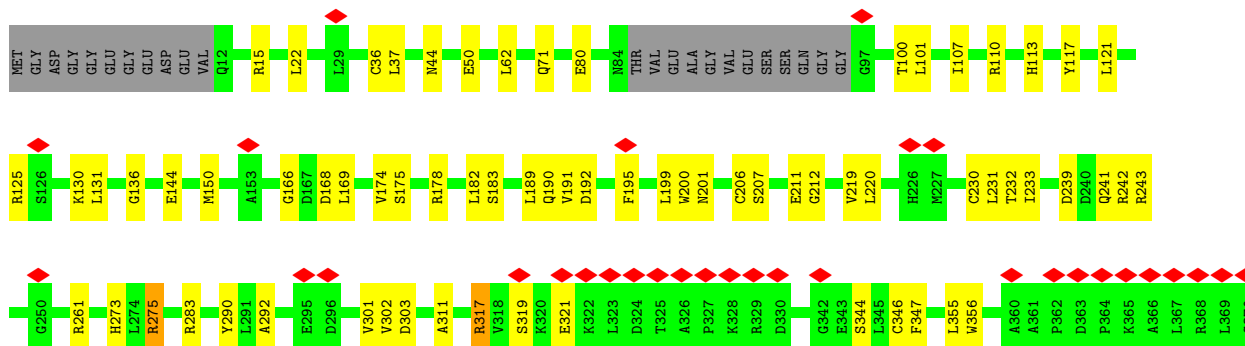 MET GLY ASP GLY GLY GLU GLY GLU ASP GLU VAL Q12 R15 L22 L29 C36 L37 N44 E50 L62 Q71 E80 N84 THR VAL GLU ALA GLY VAL GLU SER SER GLN GLY GLY G97 T100 L101 I107 R110 H113 Y117 L121
R125 S126 K130 L131 G136 E144 M150 A153 G166 D167 D168 L169 V174 S175 R178 L182 S183 L189 Q190 V191 D192 F195 L199 W200 N201 C206 S207 E211 G212 V219 L220 H226 M227 C230 L231 T232 I233 D239 D240 Q241 R242 R243
G250 R261 H273 L274 R275 R283 Y290 L291 A292 E295 D296 V301 V302 D303 A311 R317 V318 S319 K320 E321 K322 L323 D324 T325 A326 P327 K328 R329 D330 G342 E343 S344 L345 C346 F347 L355 W356 A360 A361 P362 D363 P364 K365 A366 L367 R368 L369